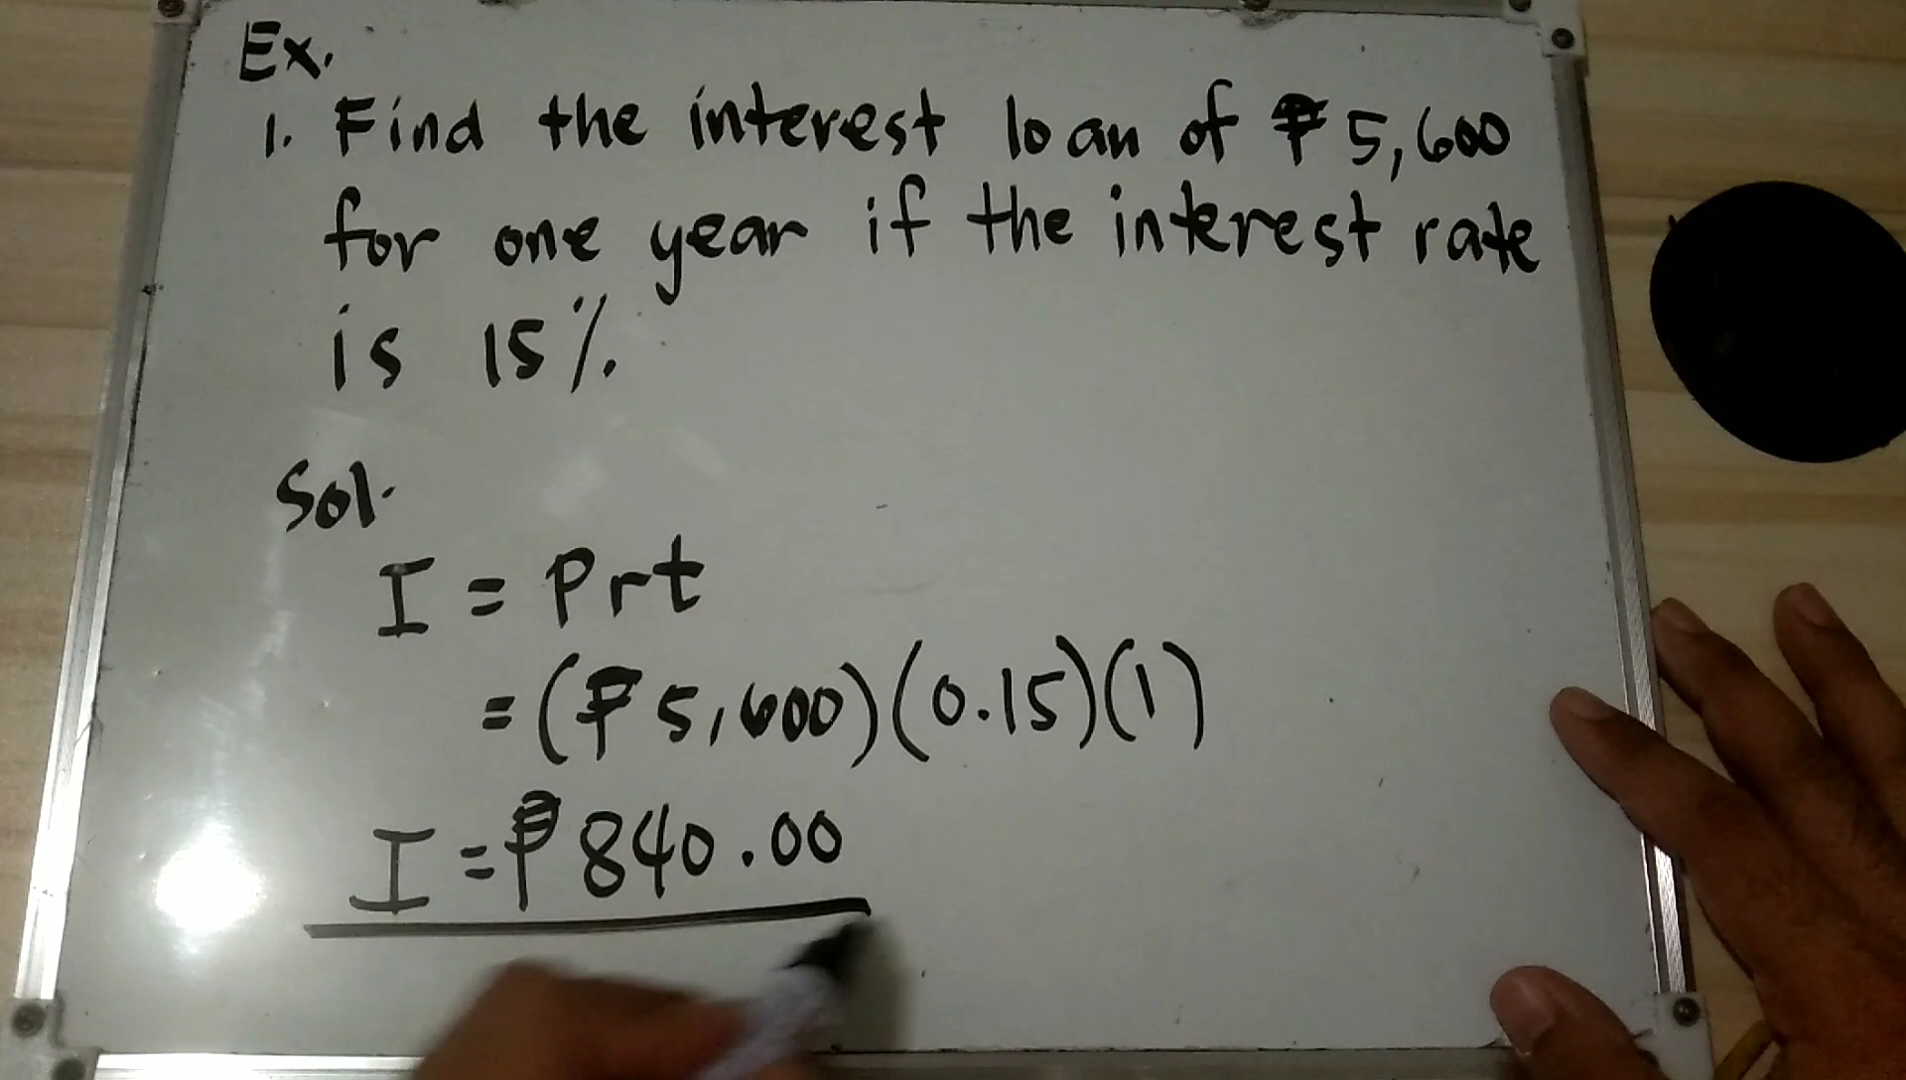 Ex.
1. Find the interest loan of ₱ 5,600
for one year if the interest rate
is 15%.
Sol.
I = Prt
= (₱ 5,600)(0.15)(1)
I = ₱ 840.00